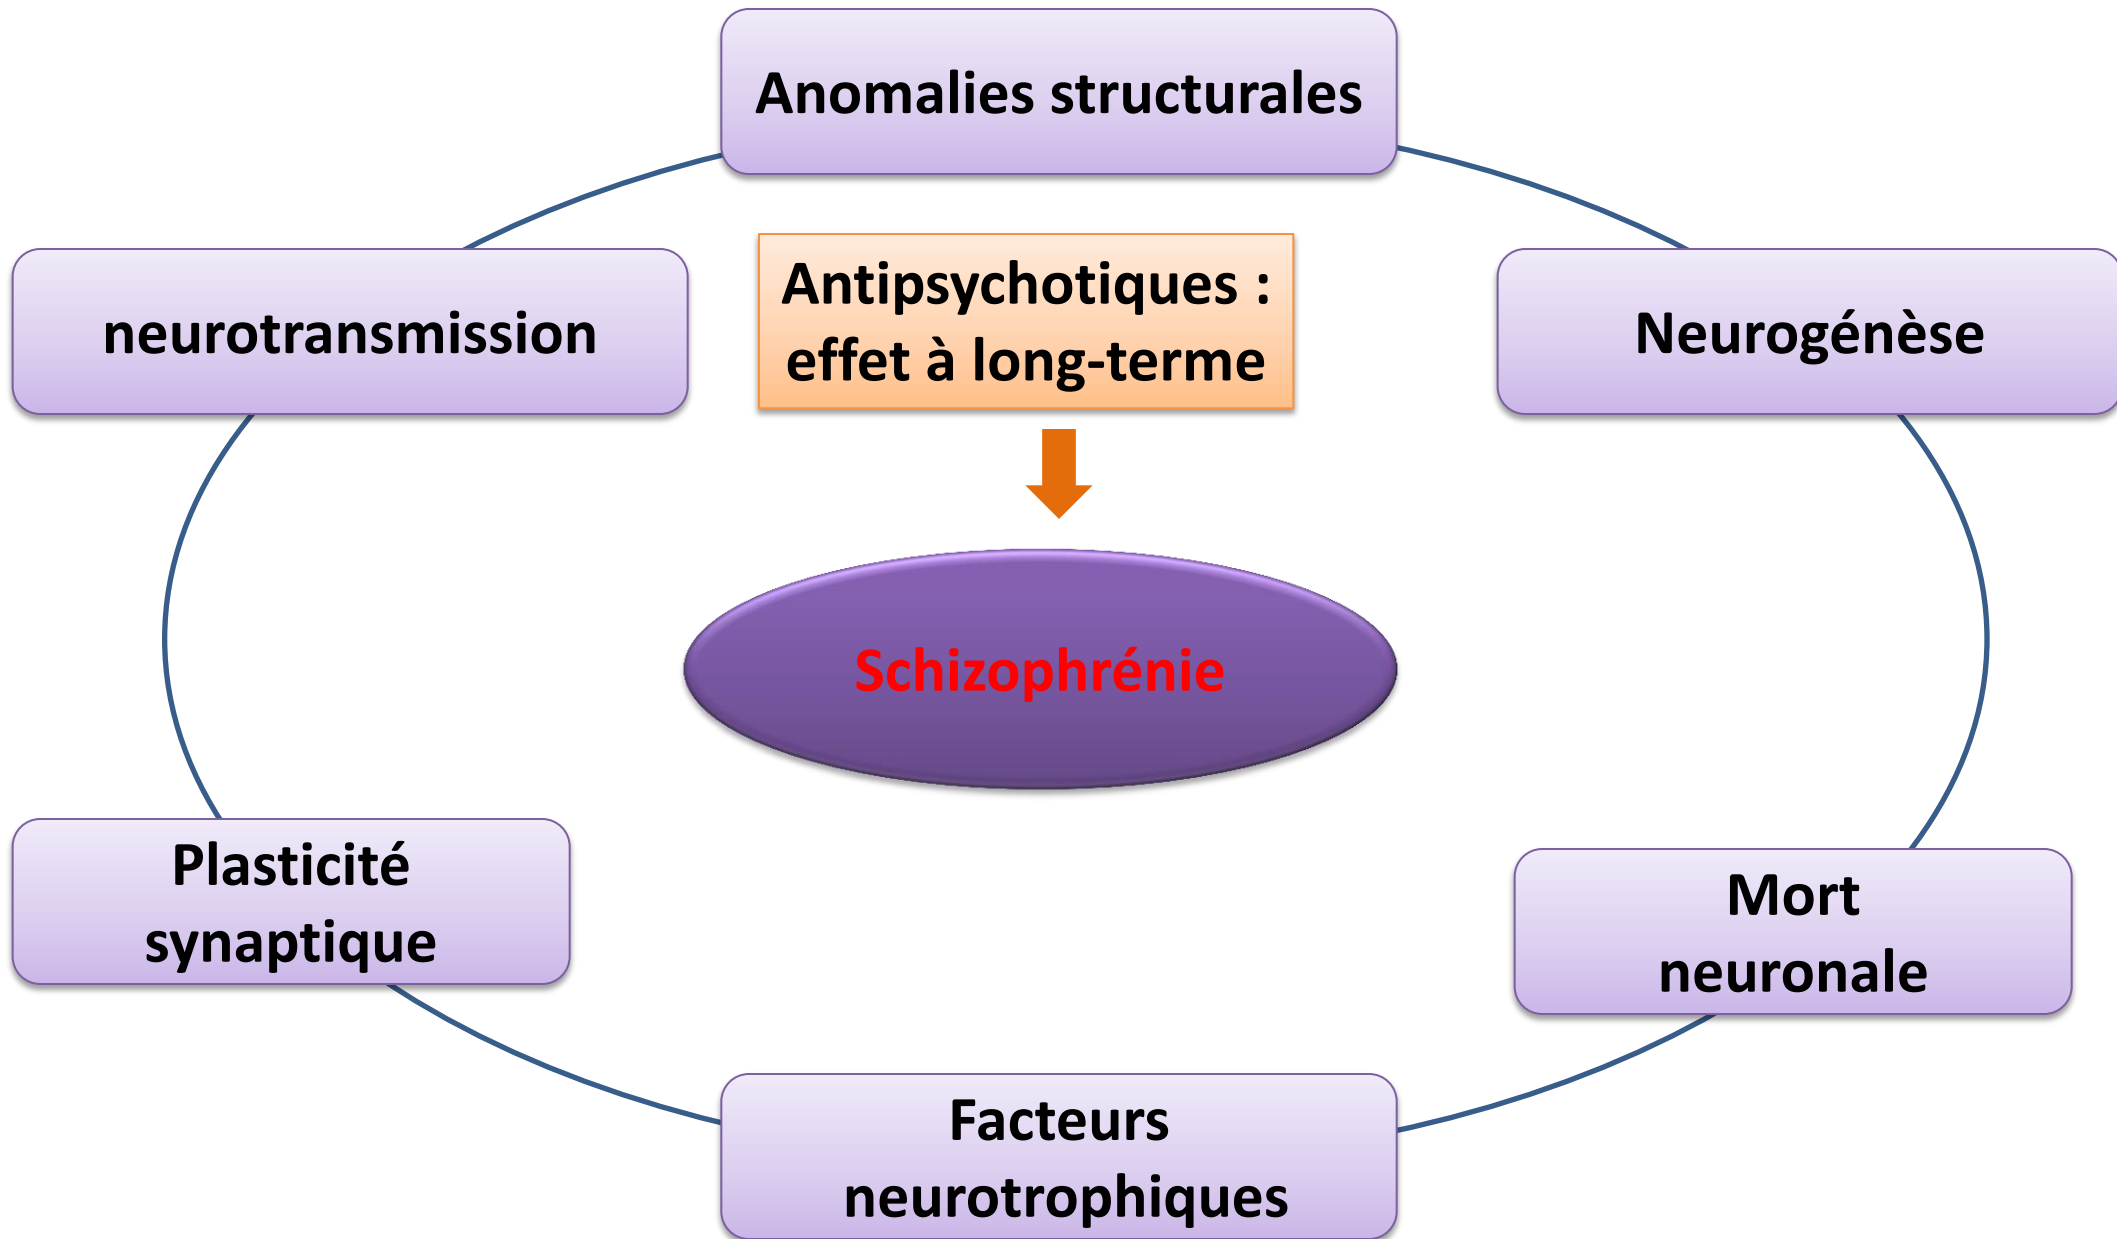 Anomalies structurales
neurotransmission
Antipsychotiques :
effet à long-terme
Neurogénèse
Schizophrénie
Plasticité
synaptique
Mort
neuronale
Facteurs
neurotrophiques